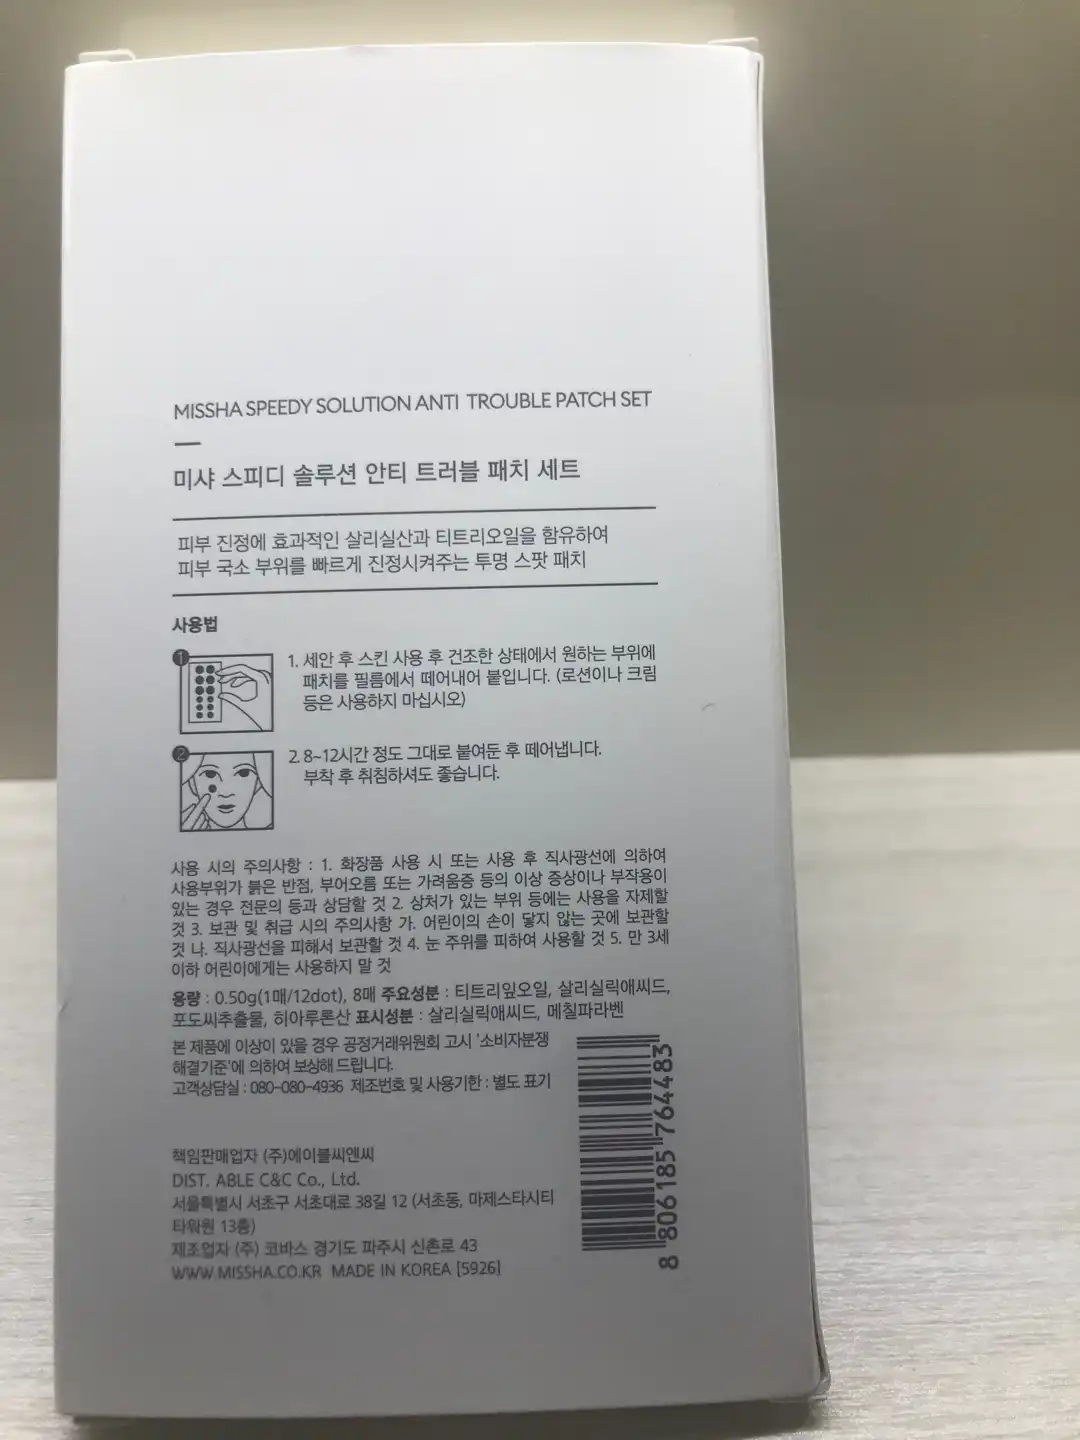 MISSHA SPEEDY SOLUTION ANTI TROUBLE PATCH SET
미샤 스피디 솔루션 안티 트러블 패치 세트
피부 진정에 효과적인 살리실산과 티트리오일을 함유하여
피부 국소 부위를 빠르게 진정시켜주는 투명 스팟 패치
사용법
1
1. 세안 후 스킨 사용 후 건조한 상태에서 원하는 부위에
패치를 필름에서 떼어내어 붙입니다. (로션이나 크림
등은 사용하지 마십시오)
2
2. 8~12시간 정도 그대로 붙여둔 후 떼어냅니다.
부착 후 취침하셔도 좋습니다.
사용 시의 주의사항 : 1. 화장품 사용 시 또는 사용 후 직사광선에 의하여
사용부위가 붉은 반점, 부어오름 또는 가려움증 등의 이상 증상이나 부작용이
있는 경우 전문의 등과 상담할 것 2. 상처가 있는 부위 등에는 사용을 자제할
것 3. 보관 및 취급 시의 주의사항 가. 어린이의 손이 닿지 않는 곳에 보관할
것 나. 직사광선을 피해서 보관할 것 4. 눈 주위를 피하여 사용할 것 5. 만 3세
이하 어린이에게는 사용하지 말 것
용량 : 0.50g(1매/12dot), 8매 주요성분 : 티트리잎오일, 살리실릭애씨드,
포도씨추출물, 히아루론산 표시성분 : 살리실릭애씨드, 메칠파라벤
본 제품에 이상이 있을 경우 공정거래위원회 고시 '소비자분쟁
해결기준'에 의하여 보상해 드립니다.
고객상담실 : 080-080-4936 제조번호 및 사용기한 : 별도 표기
책임판매업자 (주)에이블씨엔씨
DIST. ABLE C&C Co., Ltd.
서울특별시 서초구 서초대로 38길 12 (서초동, 마제스타시티
타워원 13층)
제조업자 (주) 코바스 경기도 파주시 신촌로 43
WWW.MISSHA.CO.KR MADE IN KOREA [5926]
8 806185 764483